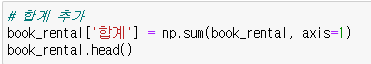 # 합계 추가
book_rental['합계'] = np.sum(book_rental, axis=1)
book_rental.head()